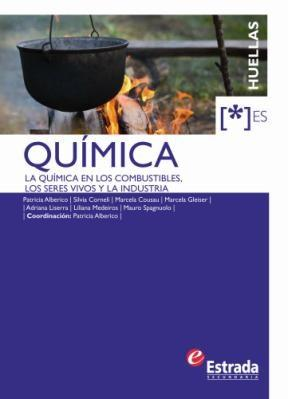 HUELLAS
[*]ES
QUÍMICA
LA QUÍMICA EN LOS COMBUSTIBLES,
LOS SERES VIVOS Y LA INDUSTRIA
Patricia Alberico | Silvia Corneli | Marcela Cousau | Marcela Gleiser |
| Adriana Liserra | Liliana Medeiros | Mauro Spagnuolo |
| Coordinación: Patricia Alberico |
e Estrada
SECUNDARIA